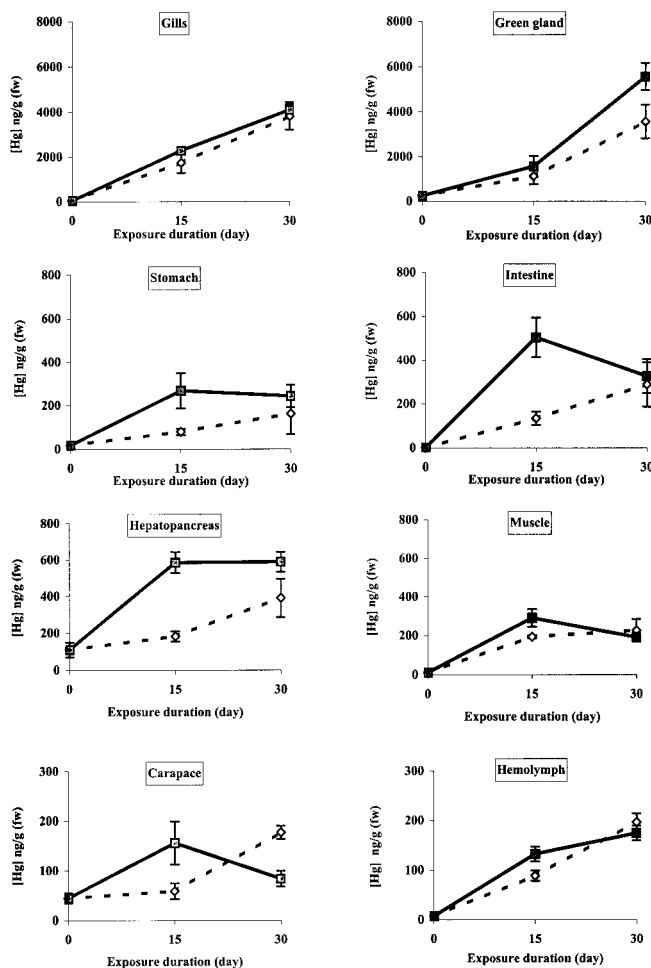 Gills
[Hg] ng/g (fw)
8000
6000
4000
2000
0
0 15 30
Exposure duration (day)
Green gland
[Hg] ng/g (fw)
8000
6000
4000
2000
0
0 15 30
Exposure duration (day)
Stomach
[Hg] ng/g (fw)
800
600
400
200
0
0 15 30
Exposure duration (day)
Intestine
[Hg] ng/g (fw)
800
600
400
200
0
0 15 30
Exposure duration (day)
Hepatopancreas
[Hg] ng/g (fw)
800
600
400
200
0
0 15 30
Exposure duration (day)
Muscle
[Hg] ng/g (fw)
800
600
400
200
0
0 15 30
Exposure duration (day)
Carapace
[Hg] ng/g (fw)
300
200
100
0
0 15 30
Exposure duration (day)
Hemolymph
[Hg] ng/g (fw)
300
200
100
0
0 15 30
Exposure duration (day)